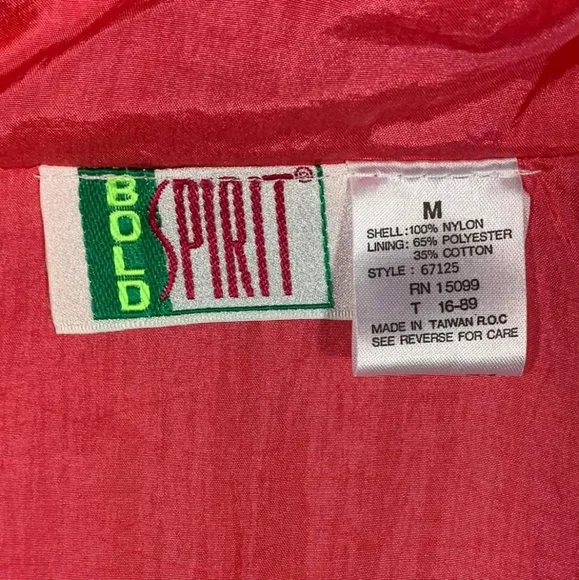 BOLD
SPIRIT®
M
SHELL:100% NYLON
LINING: 65% POLYESTER
35% COTTON
STYLE : 67125
RN 15099
T 16-89
MADE IN TAIWAN R.O.C
SEE REVERSE FOR CARE